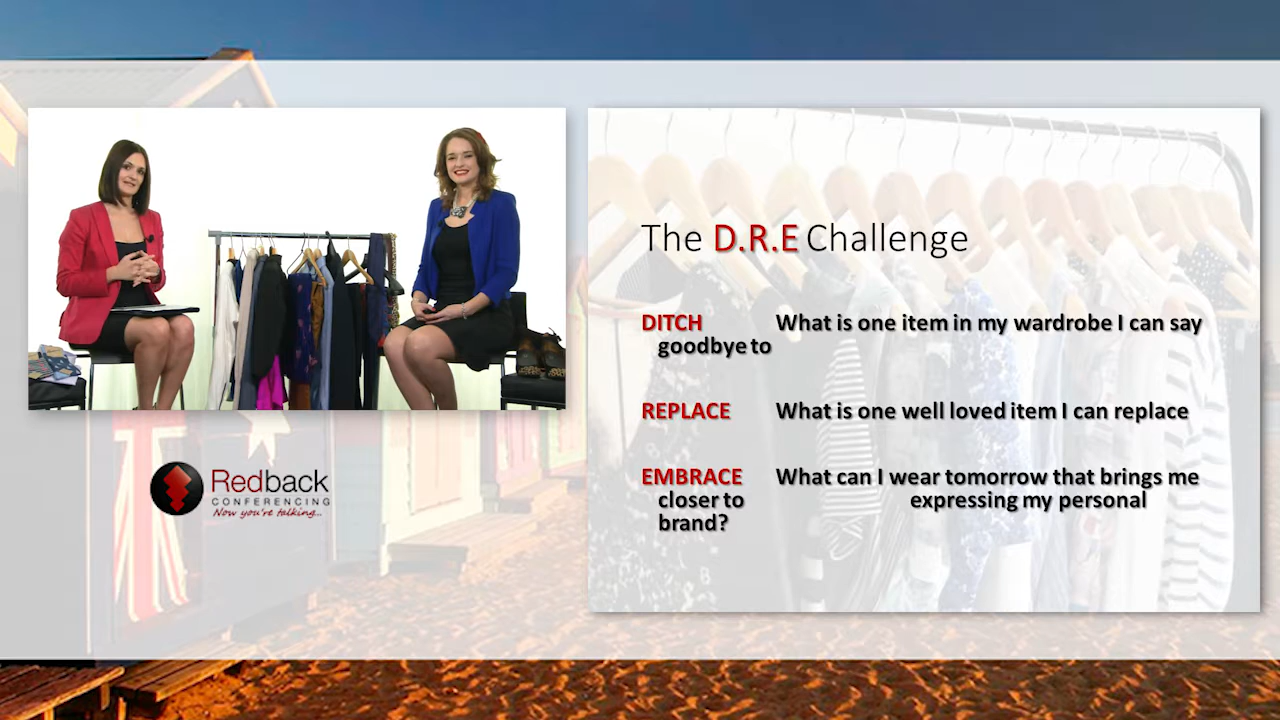 The D.R.E Challenge
DITCH What is one item in my wardrobe I can say
goodbye to
REPLACE What is one well loved item I can replace
EMBRACE What can I wear tomorrow that brings me
closer to expressing my personal
brand?
Redback
CONFERENCING
Now you're talking...